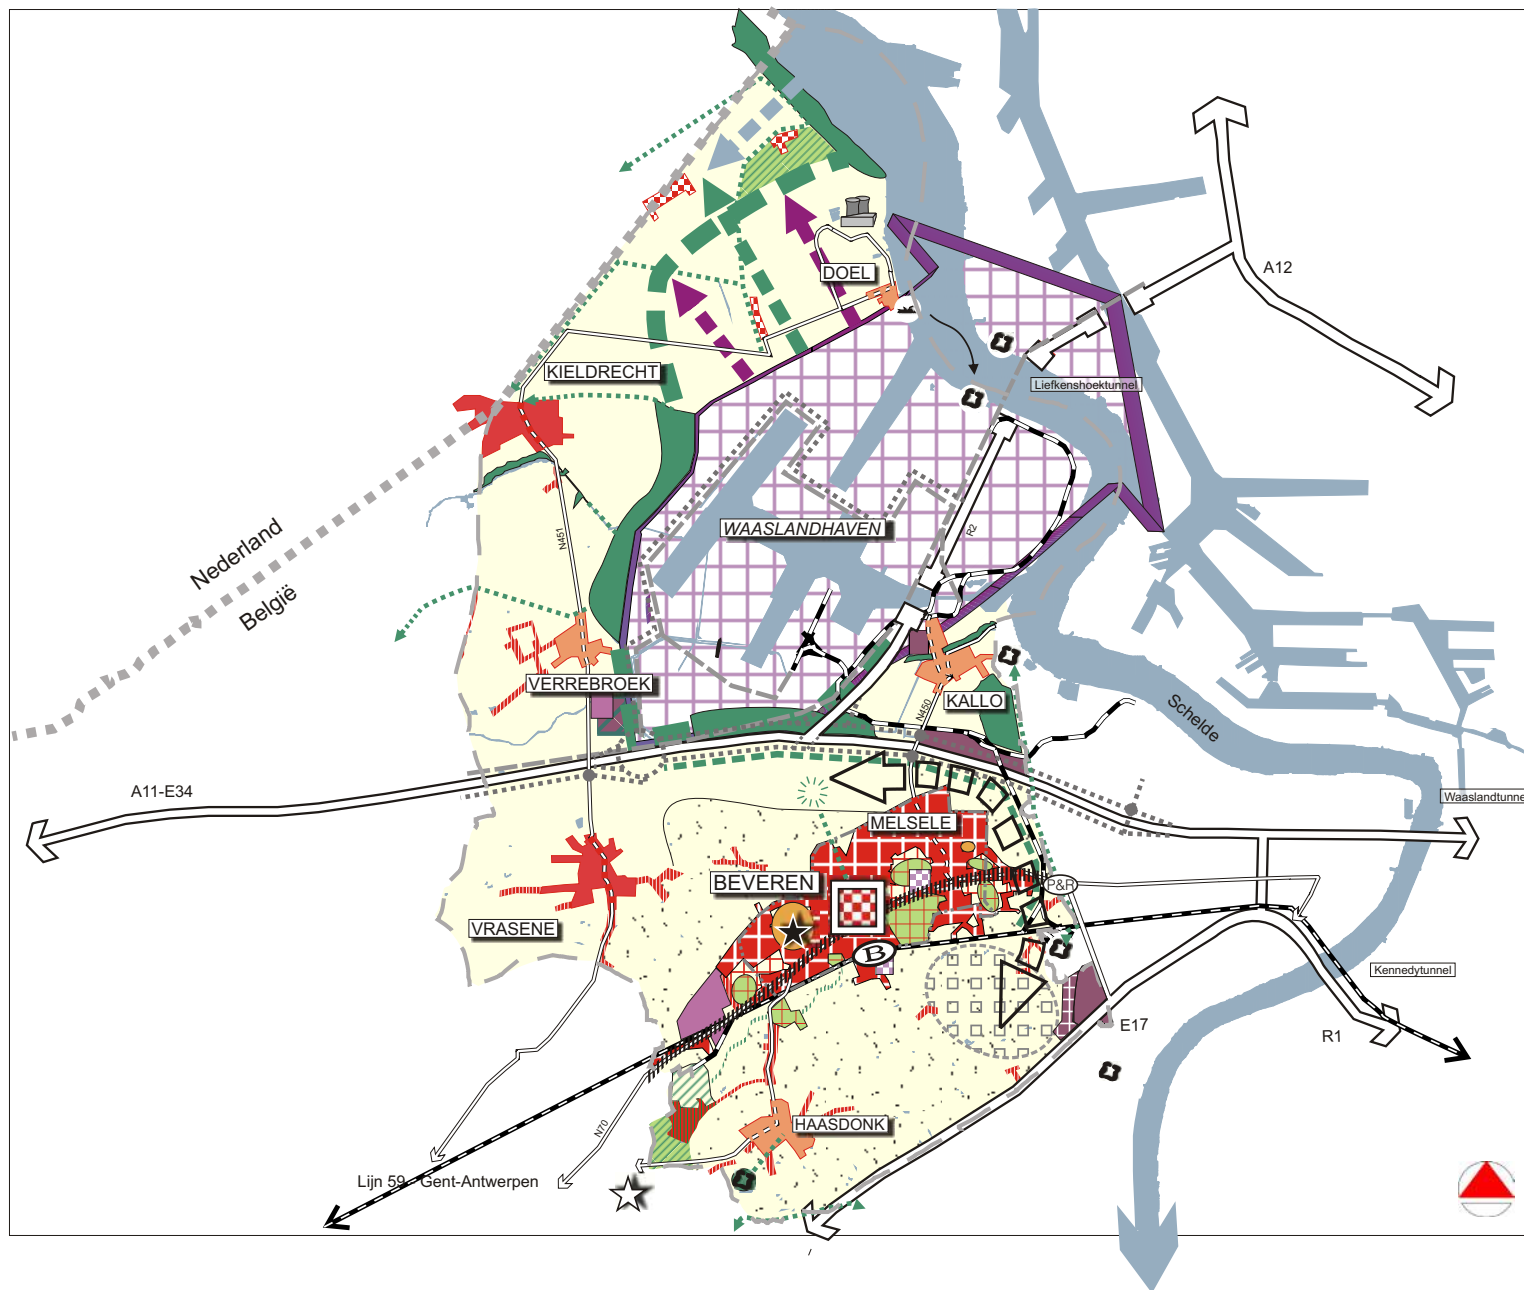 A12
DOEL
KIELDRECHT
Liefkenshoektunnel
Nederland
België
WAASLANDHAVEN
R2
N451
VERREBROEK
KALLO
N450
Schelde
A11-E34
Waaslandtunne
MELSELE
BEVEREN
P&R
VRASENE
B
Kennedytunnel
E17
R1
N70
HAASDONK
Lijn 59 Gent-Antwerpen